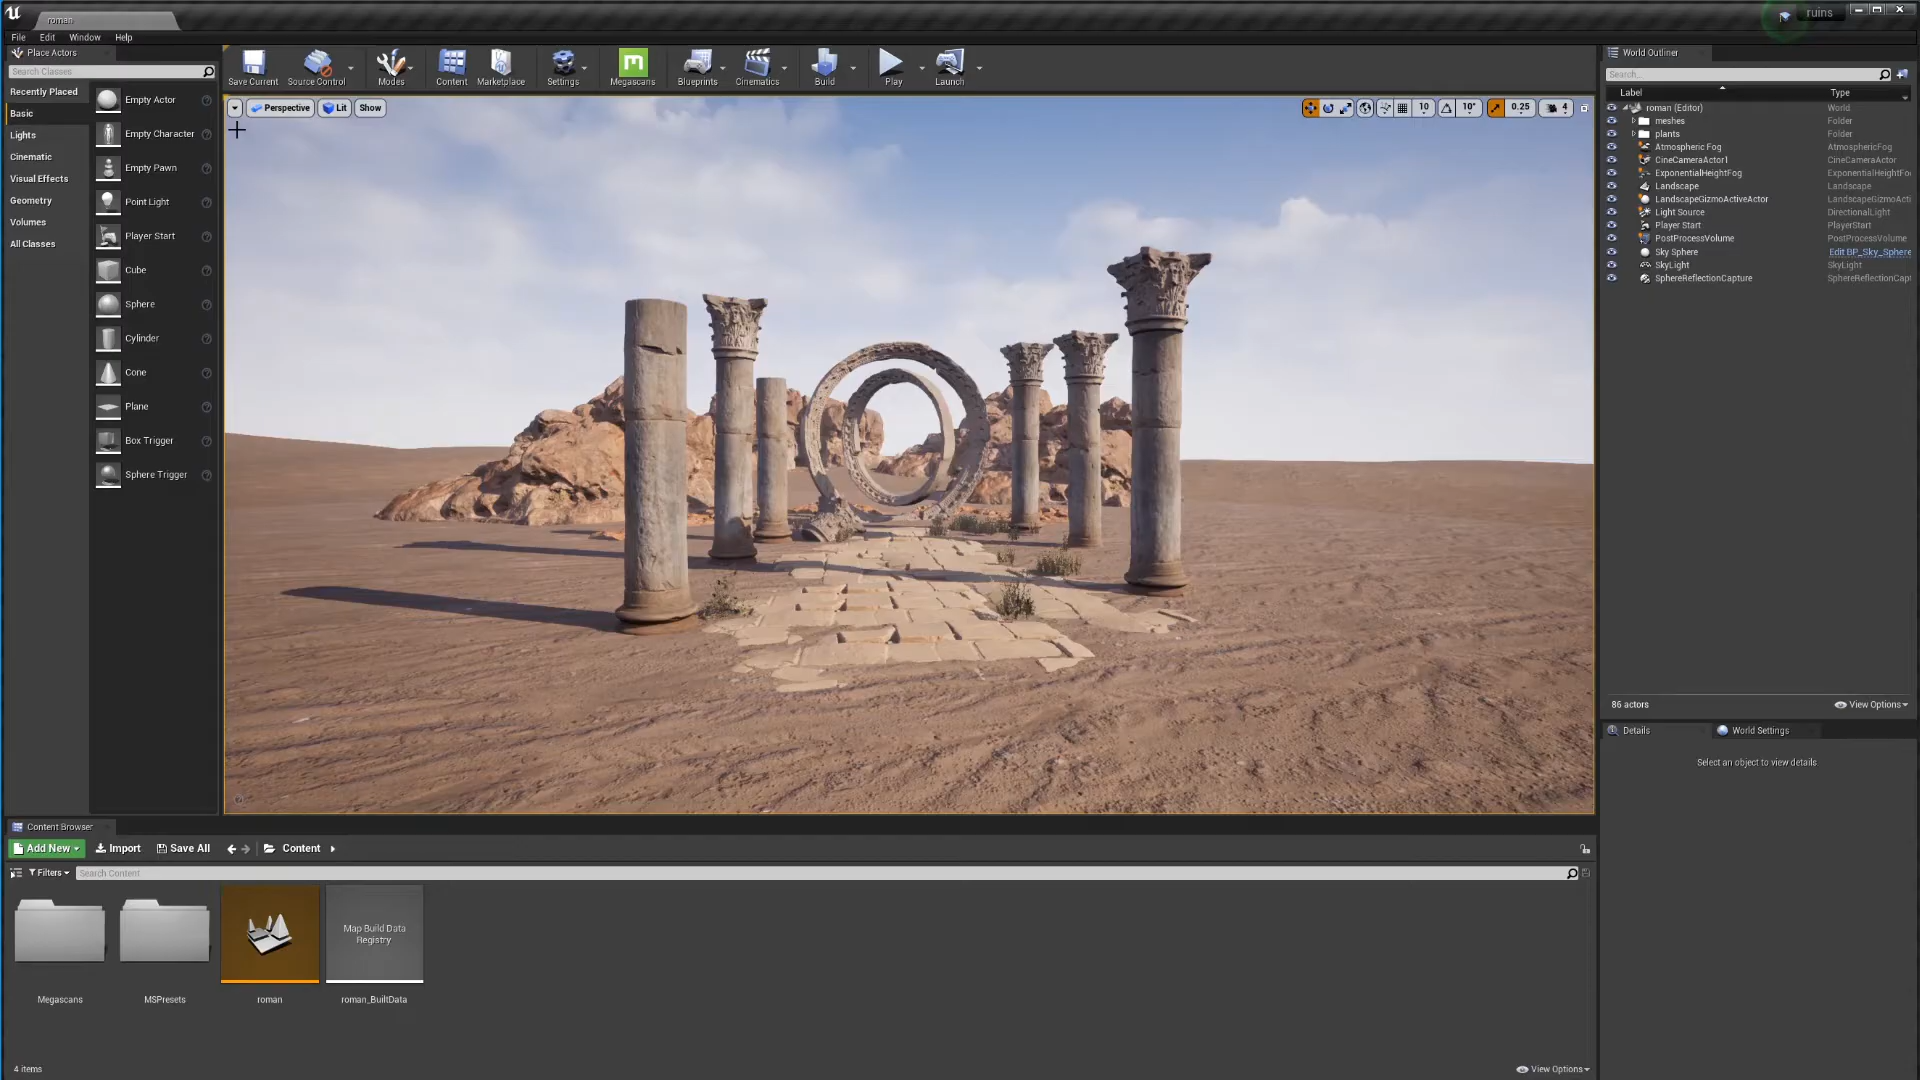 roman
ruins
File Edit Window Help
Place Actors
Search Classes
Recently Placed
Basic
Lights
Cinematic
Visual Effects
Geometry
Volumes
All Classes
Empty Actor
Empty Character
Empty Pawn
Point Light
Player Start
Cube
Sphere
Cylinder
Cone
Plane
Box Trigger
Sphere Trigger
Save Current Source Control Modes Content Marketplace Settings Megascans Blueprints Cinematics Build Play Launch
Perspective Lit Show
10 10° 0.25 4
World Outliner
Search...
Label Type
roman (Editor) World
meshes Folder
plants Folder
Atmospheric Fog AtmosphericFog
CineCameraActor1 CineCameraActor
ExponentialHeightFog ExponentialHeightFo
Landscape Landscape
LandscapeGizmoActiveActor LandscapeGizmoActi
Light Source DirectionalLight
Player Start PlayerStart
PostProcessVolume PostProcessVolume
Sky Sphere Edit BP_Sky_Sphere
SkyLight SkyLight
SphereReflectionCapture SphereReflectionCapt
86 actors View Options
Details World Settings
Select an object to view details
Content Browser
Add New Import Save All Content
Filters Search Content
Map Build Data
Registry
Megascans MSPresets roman roman_BuiltData
4 items View Options